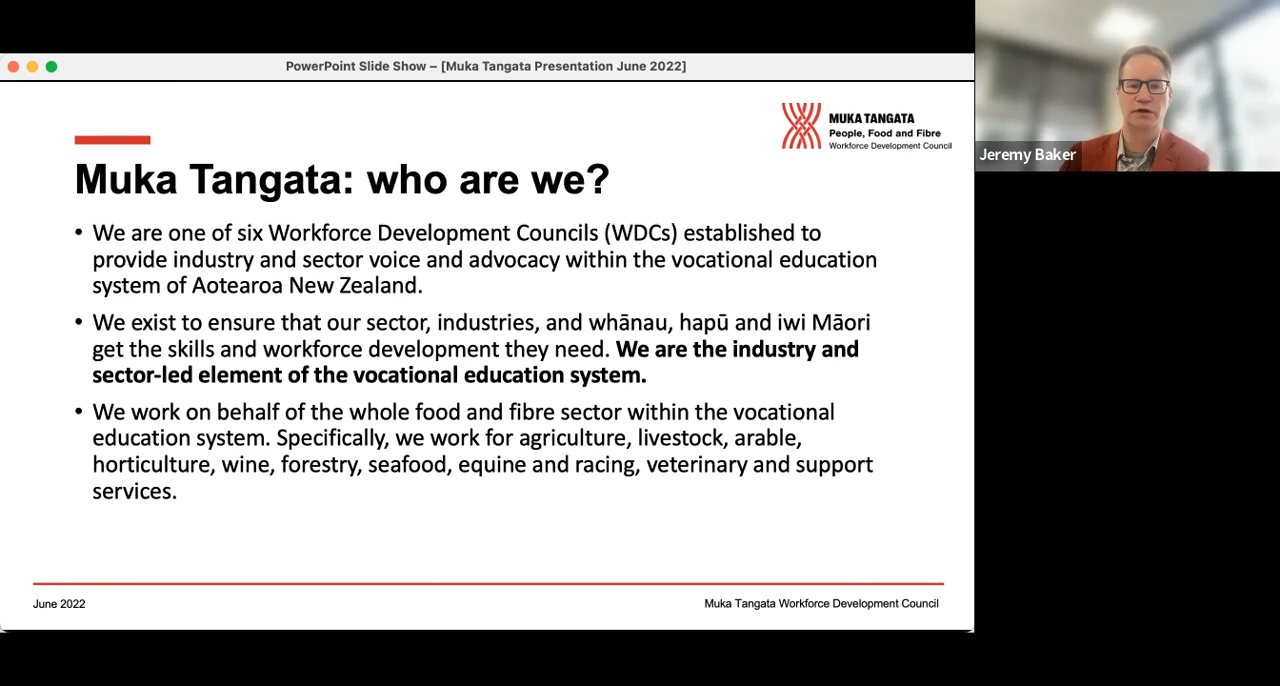 PowerPoint Slide Show – [Muka Tangata Presentation June 2022]
MUKA TANGATA
People, Food and Fibre
Workforce Development Council
Jeremy Baker
Muka Tangata: who are we?
• We are one of six Workforce Development Councils (WDCs) established to
provide industry and sector voice and advocacy within the vocational education
system of Aotearoa New Zealand.
• We exist to ensure that our sector, industries, and whānau, hapū and iwi Māori
get the skills and workforce development they need. We are the industry and
sector-led element of the vocational education system.
• We work on behalf of the whole food and fibre sector within the vocational
education system. Specifically, we work for agriculture, livestock, arable,
horticulture, wine, forestry, seafood, equine and racing, veterinary and support
services.
June 2022
Muka Tangata Workforce Development Council